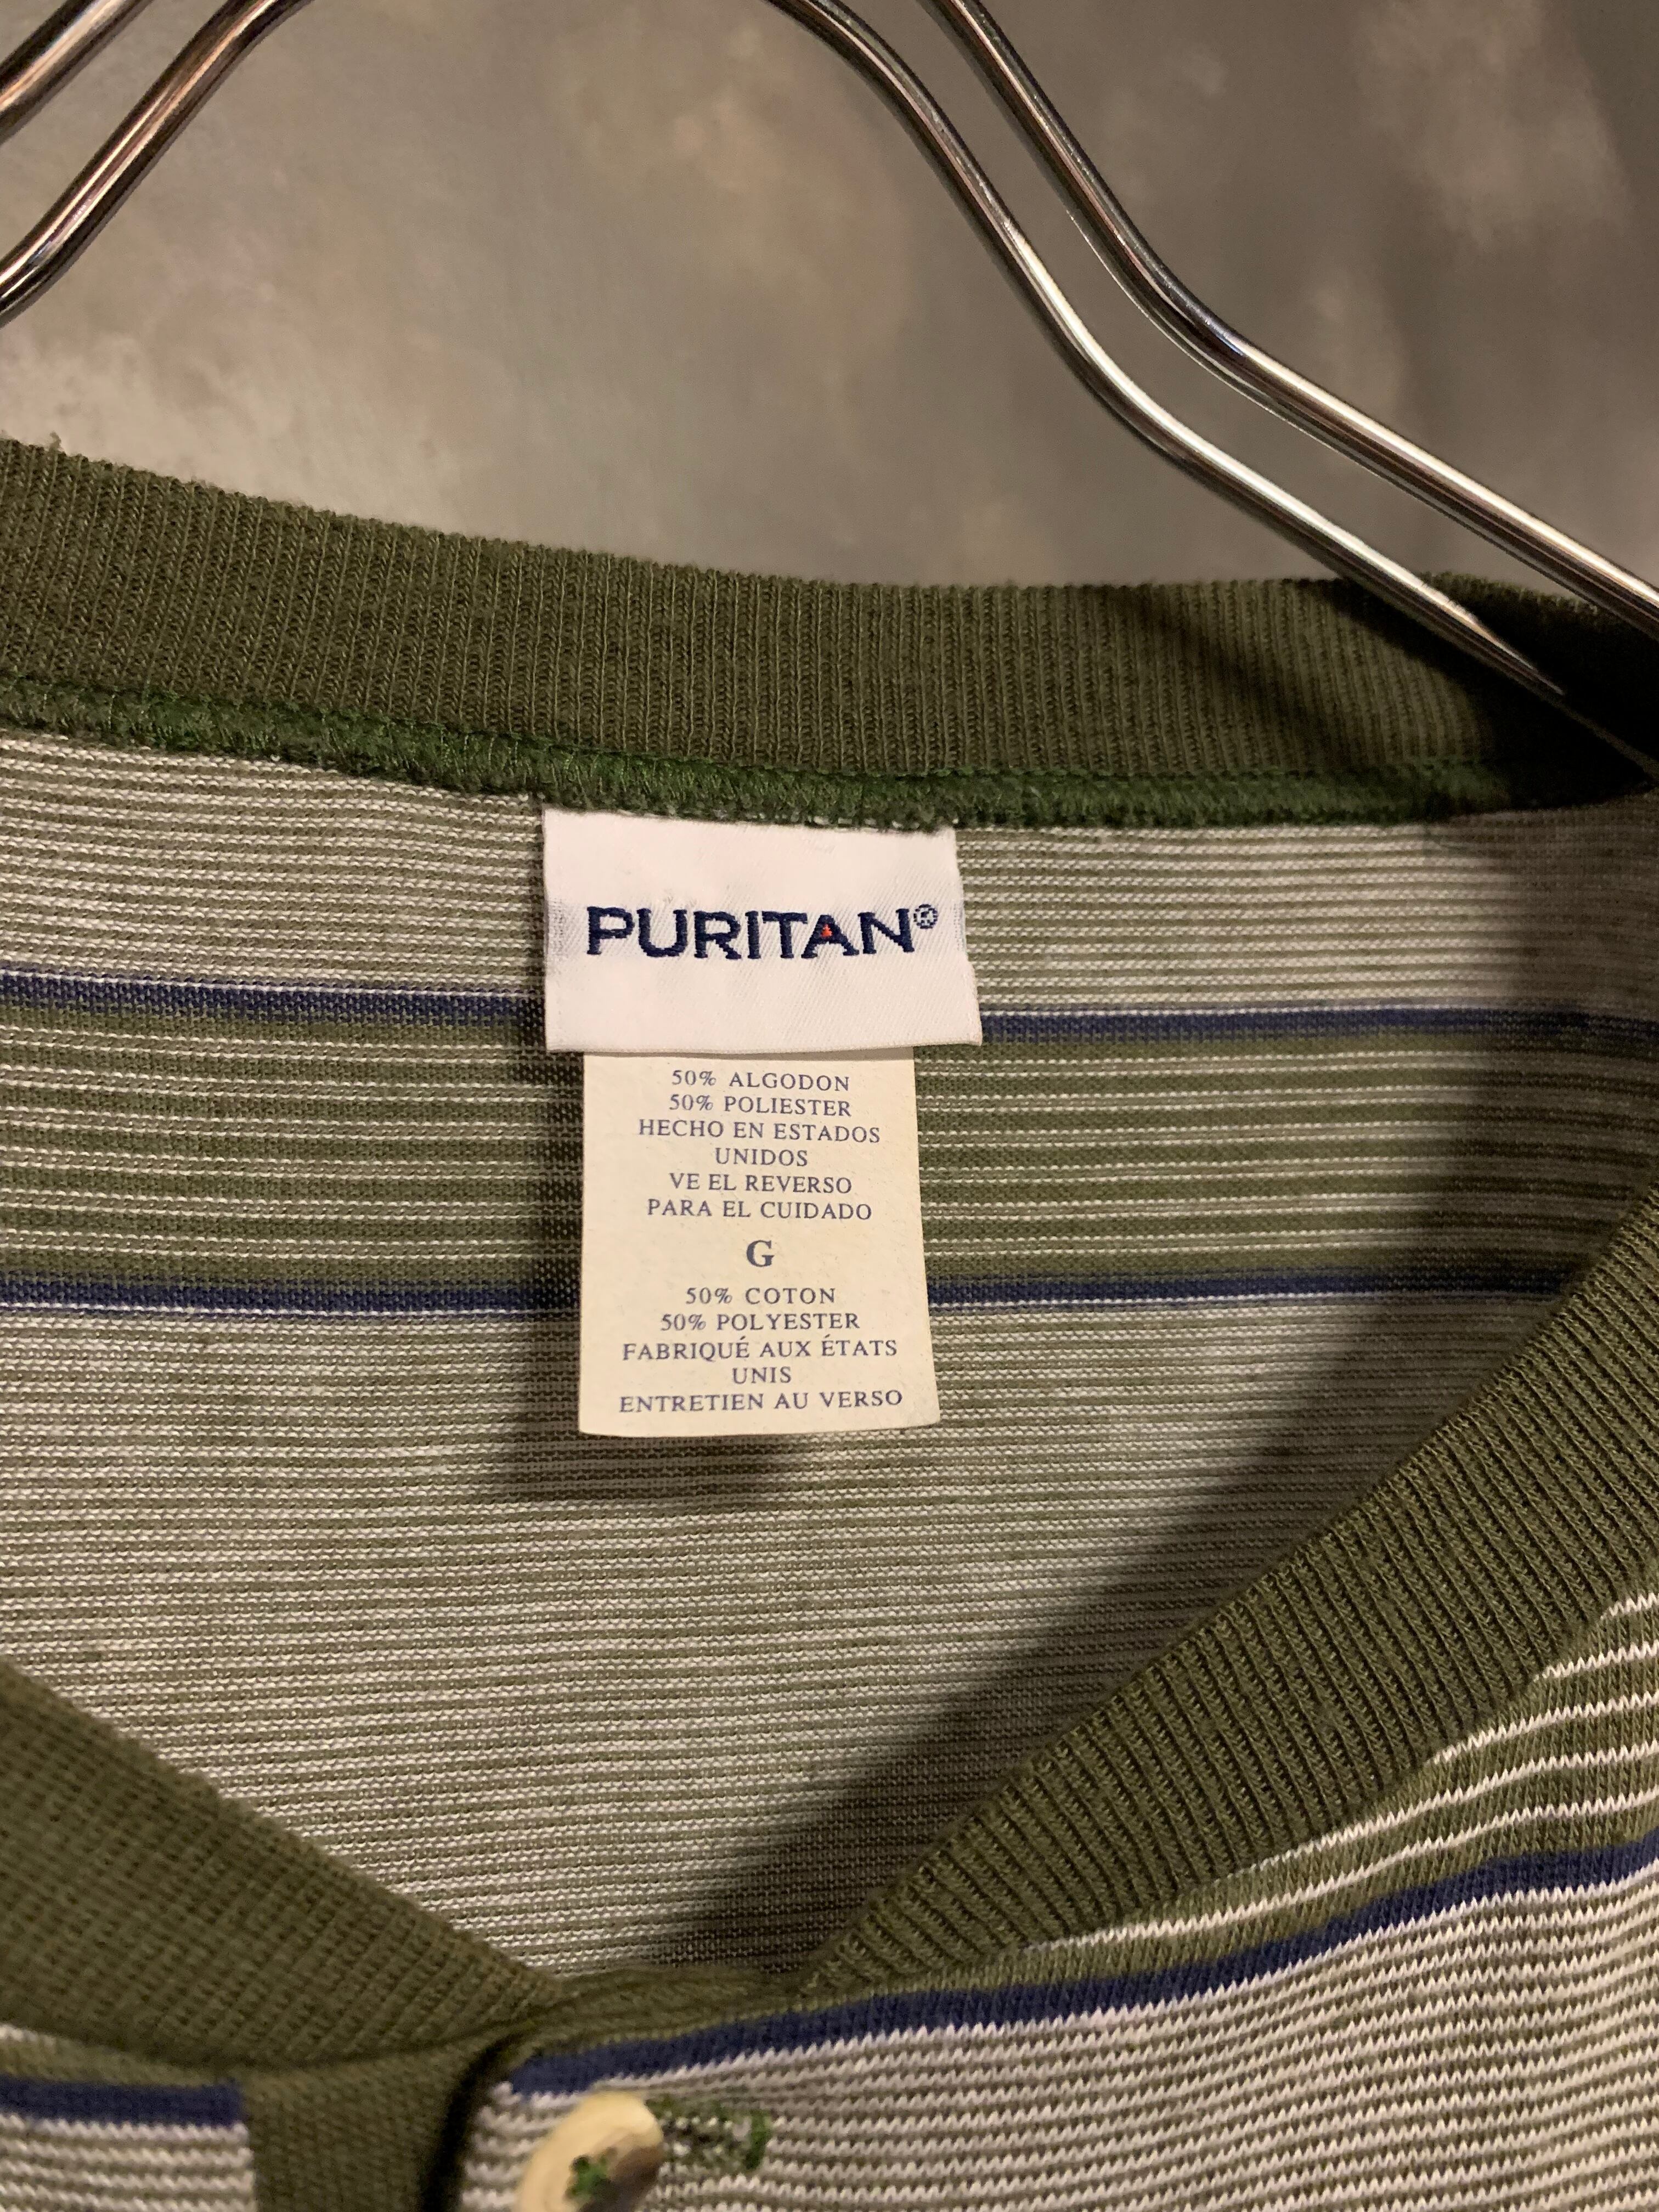 PURITAN®
50% ALGODON
50% POLIESTER
HECHO EN ESTADOS
UNIDOS
VE EL REVERSO
PARA EL CUIDADO
G
50% COTON
50% POLYESTER
FABRIQUÉ AUX ÉTATS
UNIS
ENTRETIEN AU VERSO